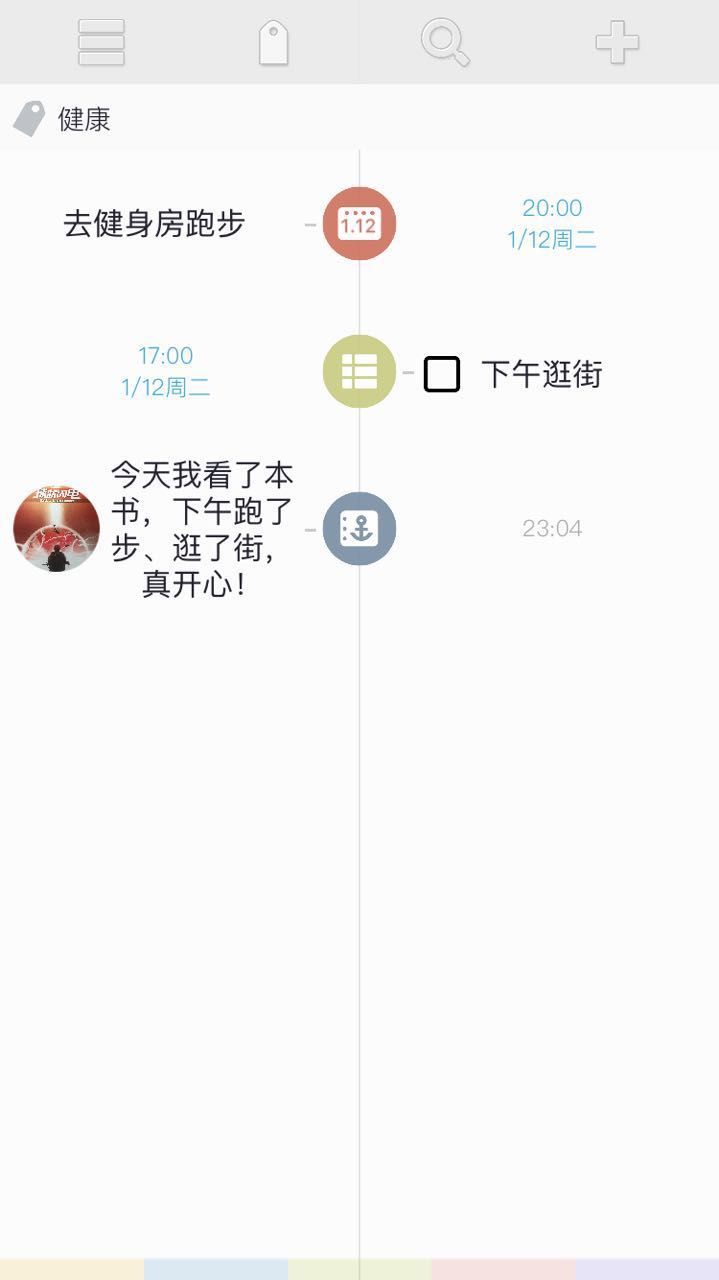 健康
去健身房跑步
1.12
20:00
1/12周二
17:00
1/12周二
下午逛街
今天我看了本
书，下午跑了
步、逛了街，
真开心！
23:04